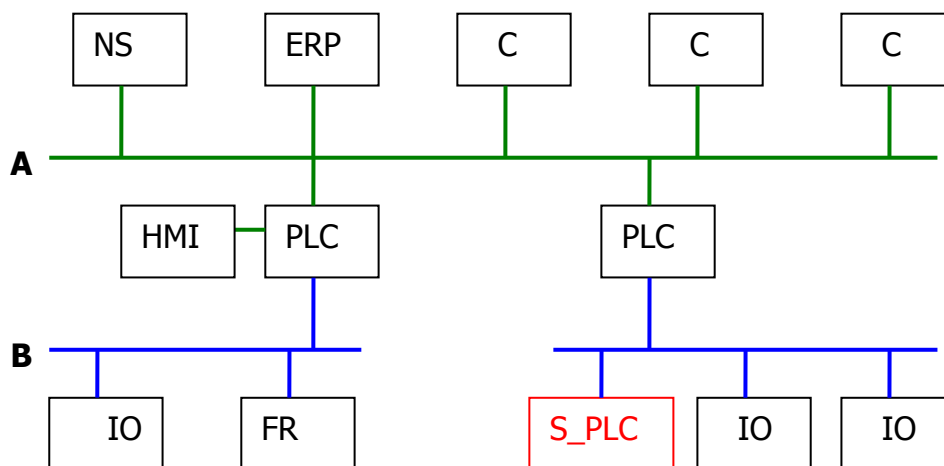 NS ERP C C C
A
HMI PLC PLC
B
IO FR S_PLC IO IO